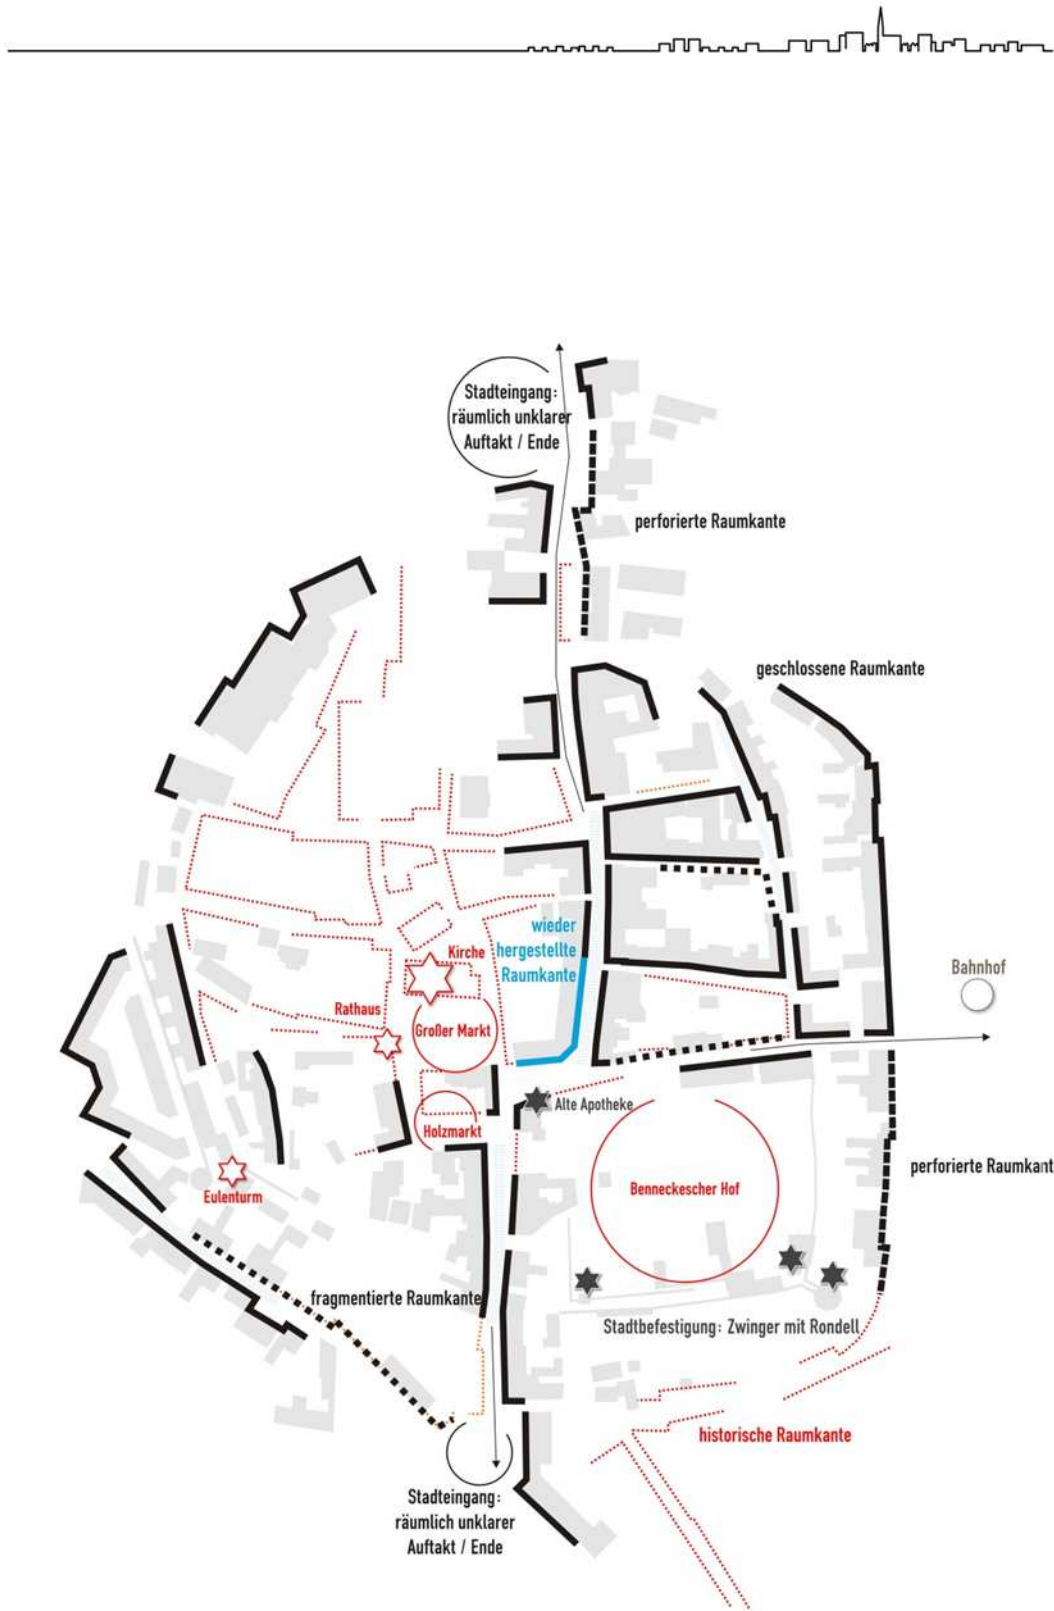 Stadteingang:
räumlich unklarer
Auftakt / Ende
perforierte Raumkante
geschlossene Raumkante
wieder
hergestellte
Raumkante
Kirche
Bahnhof
Rathaus
Großer Markt
Alte Apotheke
Holzmarkt
perforierte Raumkant
Eulenturm
Benneckescher Hof
fragmentierte Raumkante
Stadtbefestigung: Zwinger mit Rondell
historische Raumkante
Stadteingang:
räumlich unklarer
Auftakt / Ende